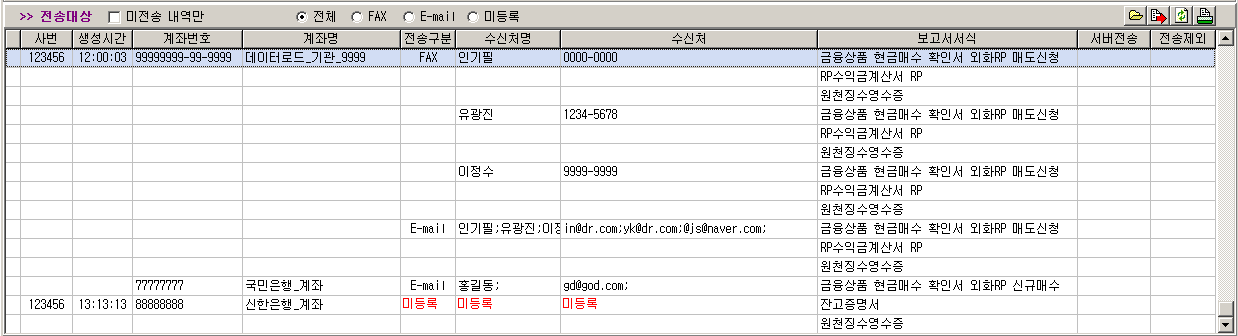 >> 전송대상 미전송 내역만 전체 FAX E-mail 미등록
사번 생성시간 계좌번호 계좌명 전송구분 수신처명 수신처 보고서서식 서버전송 전송제외
123456 12:00:03 99999999-99-9999 데이터로드_기관_9999 FAX 인기필 0000-0000 금융상품 현금매수 확인서 외화RP 매도신청
RP수익금계산서 RP
원천징수영수증
유광진 1234-5678 금융상품 현금매수 확인서 외화RP 매도신청
RP수익금계산서 RP
원천징수영수증
이정수 9999-9999 금융상품 현금매수 확인서 외화RP 매도신청
RP수익금계산서 RP
원천징수영수증
E-mail 인기필;유광진;이정 in@dr.com;yk@dr.com;@js@naver.com; 금융상품 현금매수 확인서 외화RP 매도신청
RP수익금계산서 RP
원천징수영수증
77777777 국민은행_계좌 E-mail 홍길동; gd@god.com; 금융상품 현금매수 확인서 외화RP 신규매수
123456 13:13:13 88888888 신한은행_계좌 미등록 미등록 미등록 잔고증명서
원천징수영수증